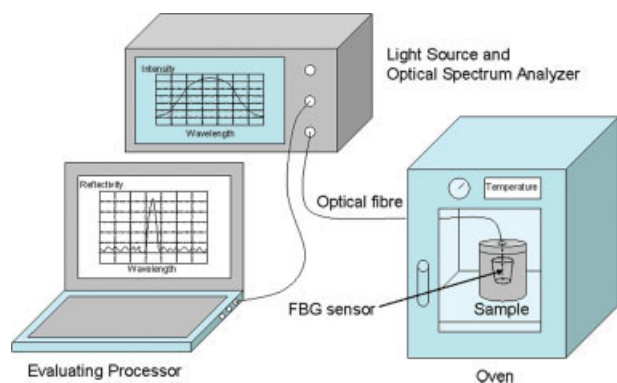 Light Source and
Optical Spectrum Analyzer
Intensity
Wavelength
Reflectivity
Wavelength
Optical fibre
Temperature
FBG sensor
Sample
Evaluating Processor
Oven